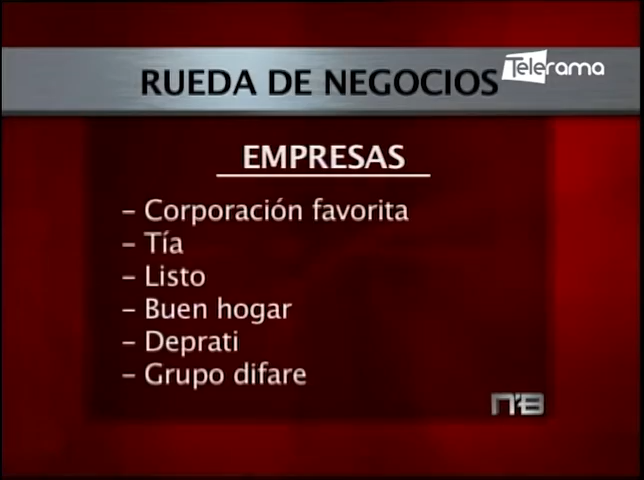 RUEDA DE NEGOCIOS
Telerama
EMPRESAS
– Corporación favorita
– Tía
– Listo
– Buen hogar
– Deprati
– Grupo difare